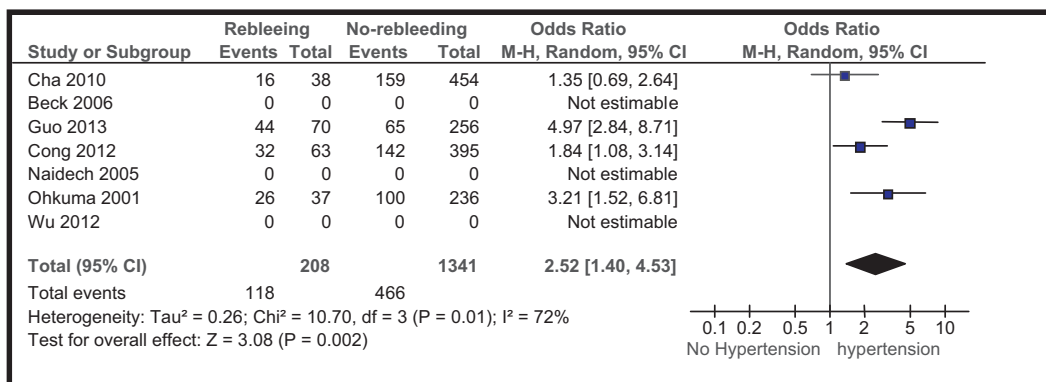 Rebleeing No-rebleeding Odds Ratio Odds Ratio
Study or Subgroup Events Total Events Total M-H, Random, 95% CI M-H, Random, 95% CI
Cha 2010 16 38 159 454 1.35 [0.69, 2.64]
Beck 2006 0 0 0 0 Not estimable
Guo 2013 44 70 65 256 4.97 [2.84, 8.71]
Cong 2012 32 63 142 395 1.84 [1.08, 3.14]
Naidech 2005 0 0 0 0 Not estimable
Ohkuma 2001 26 37 100 236 3.21 [1.52, 6.81]
Wu 2012 0 0 0 0 Not estimable
Total (95% CI) 208 1341 2.52 [1.40, 4.53]
Total events 118 466
Heterogeneity: Tau² = 0.26; Chi² = 10.70, df = 3 (P = 0.01); I² = 72%
Test for overall effect: Z = 3.08 (P = 0.002)
0.1 0.2 0.5 1 2 5 10
No Hypertension hypertension